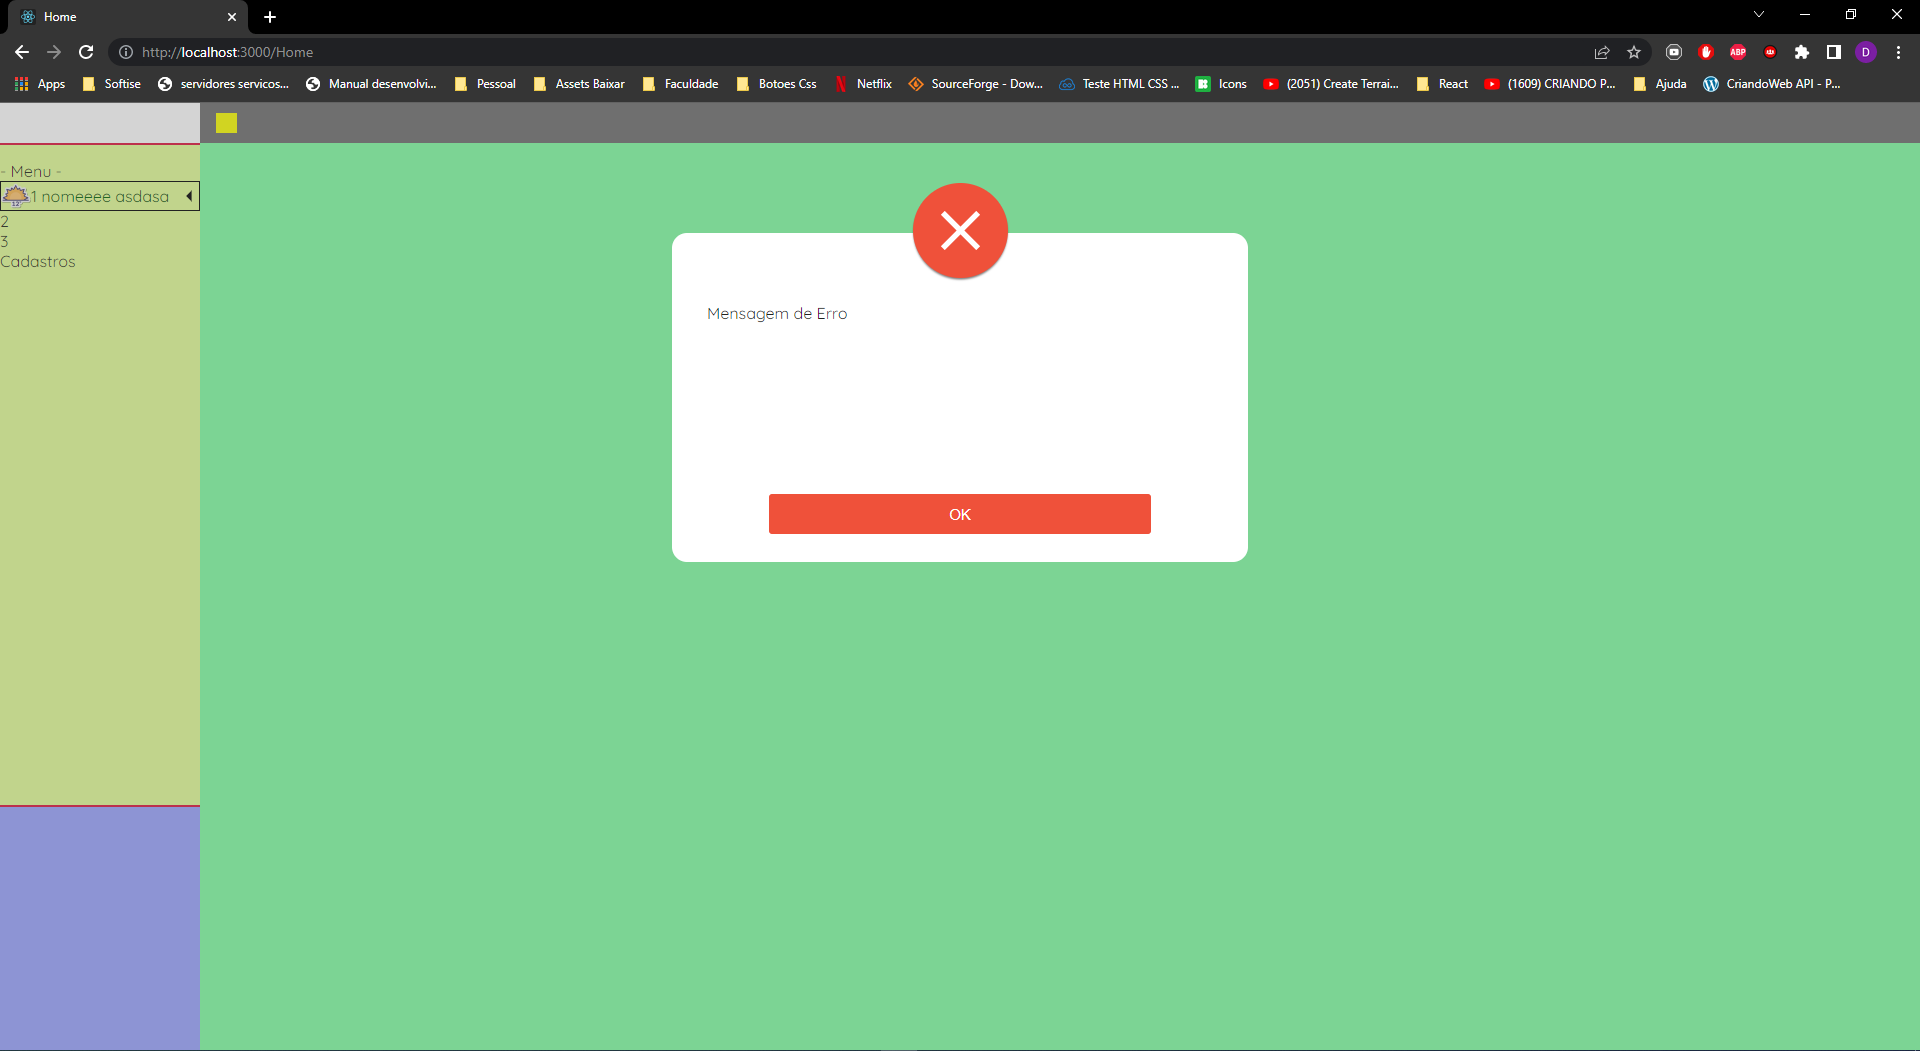 Home
http://localhost:3000/Home
ABP
D
Apps
Softise
servidores servicos...
Manual desenvolvi...
Pessoal
Assets Baixar
Faculdade
Botoes Css
Netflix
SourceForge - Dow...
Teste HTML CSS ...
Icons
(2051) Create Terrai...
React
(1609) CRIANDO P...
Ajuda
CriandoWeb API - P...
- Menu -
1 nomeeee asdasa
2
3
Cadastros
Mensagem de Erro
OK